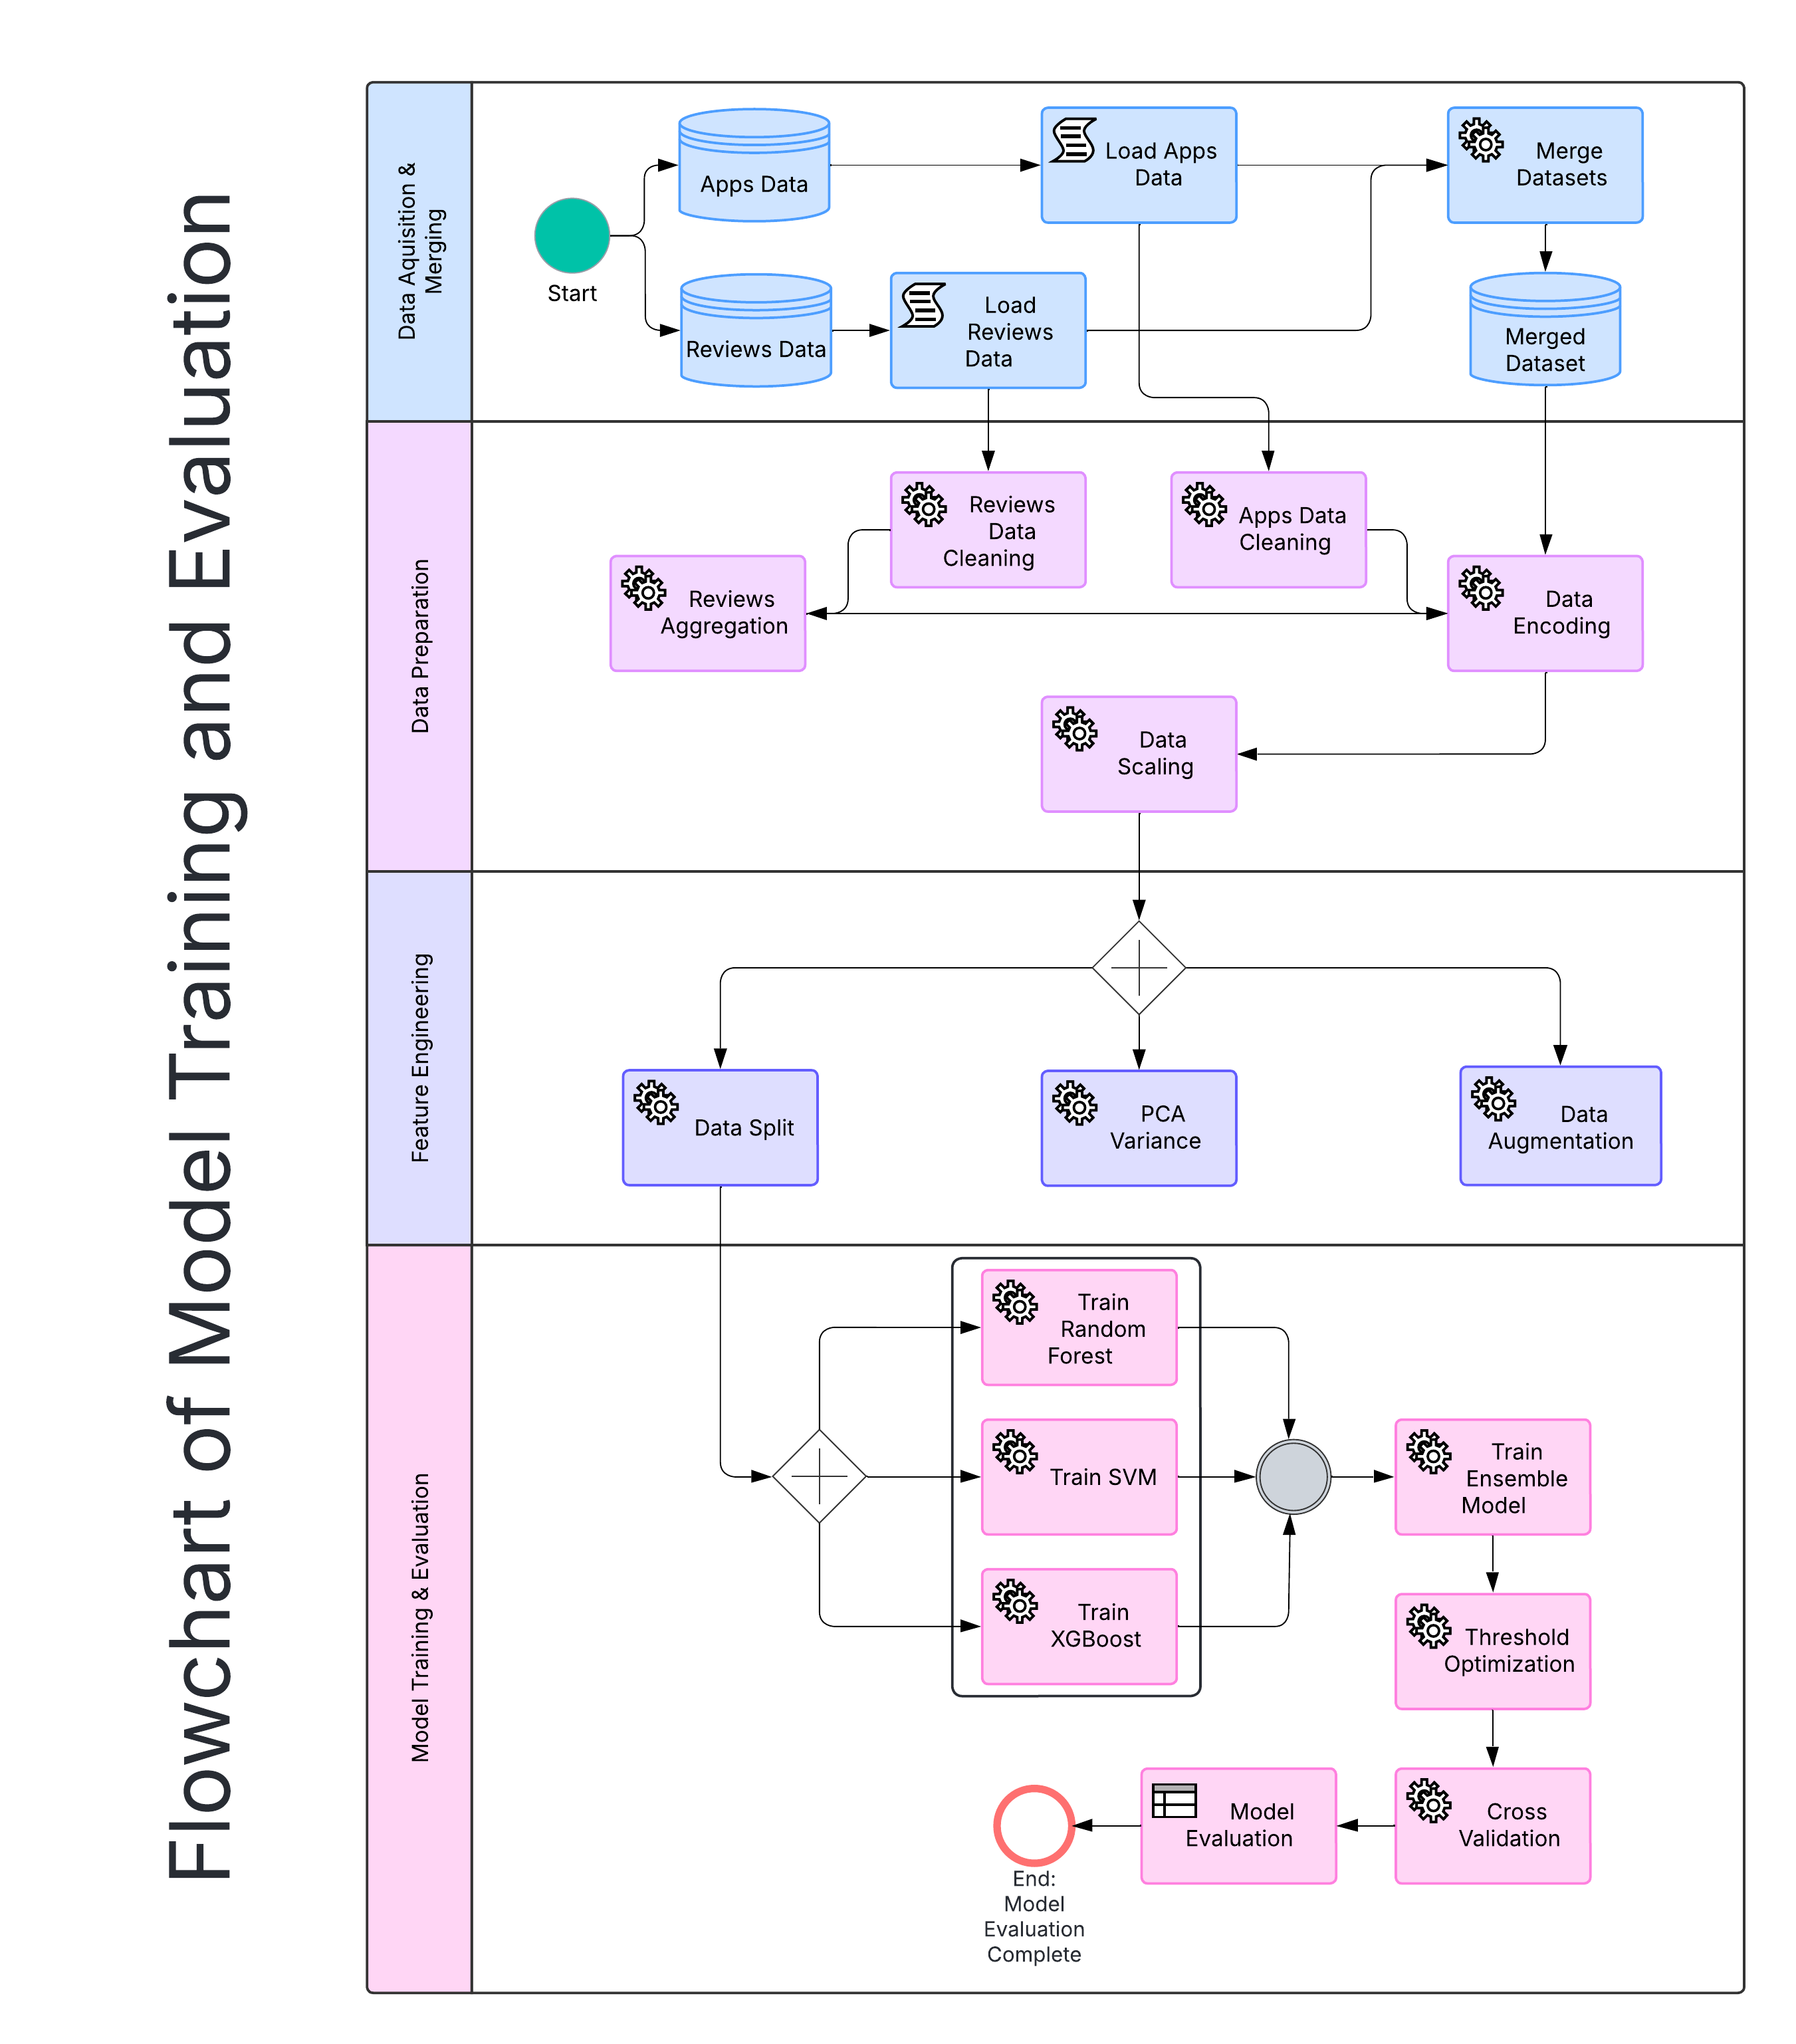 Flowchart of Model Training and Evaluation
Data Aquisition &
Merging
Start
Apps Data
Load Apps
Data
Merge
Datasets
Reviews Data
Load
Reviews
Data
Merged
Dataset
Data Preparation
Reviews
Data
Cleaning
Apps Data
Cleaning
Reviews
Aggregation
Data
Encoding
Data
Scaling
Feature Engineering
Data Split
PCA
Variance
Data
Augmentation
Model Training & Evaluation
Train
Random
Forest
Train SVM
Train
XGBoost
Train
Ensemble
Model
Threshold
Optimization
Cross
Validation
Model
Evaluation
End:
Model
Evaluation
Complete